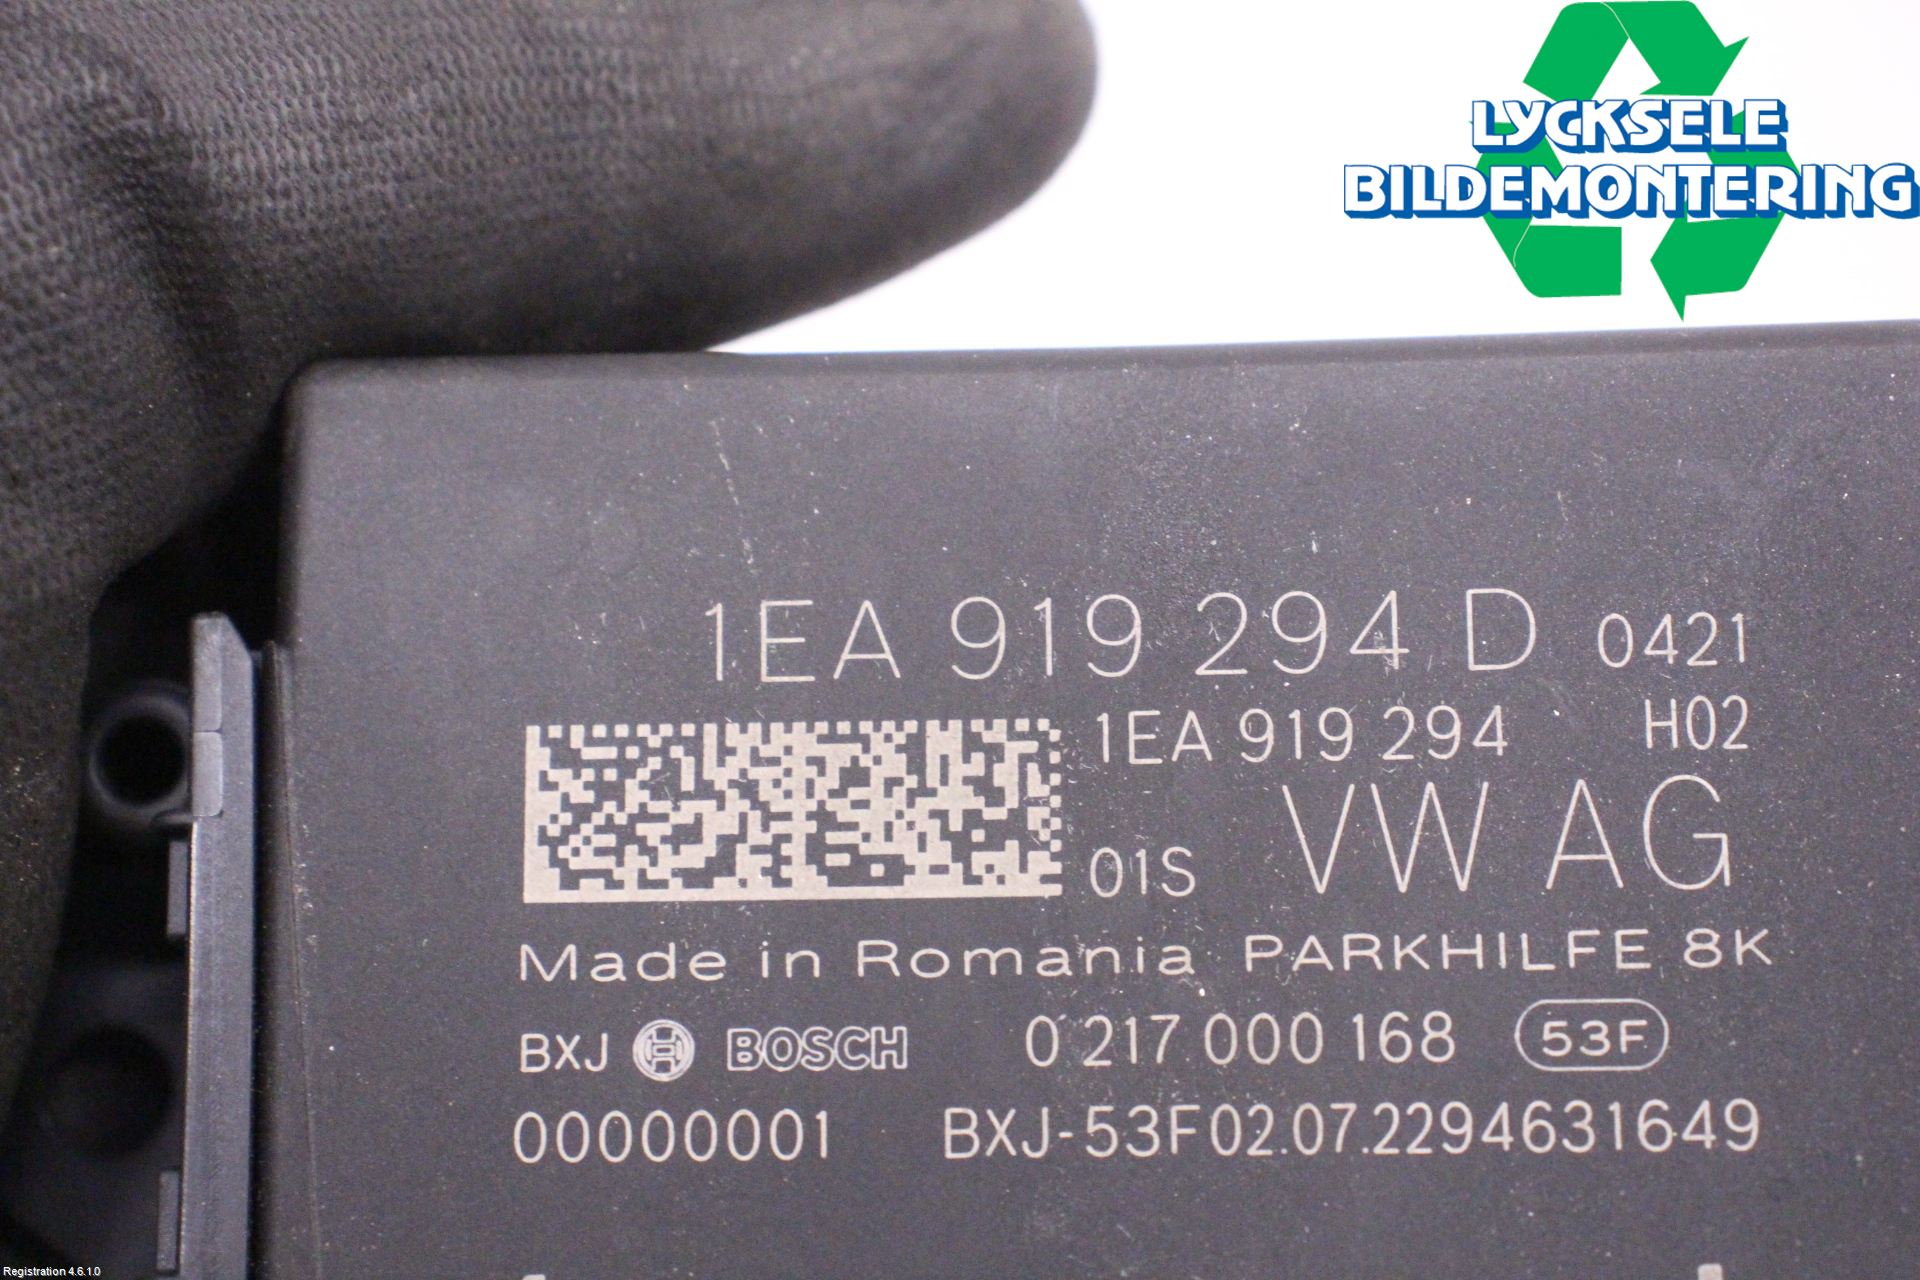 LYCKSELE
BILDEMONTERING
1EA 919 294 D 0421
1EA 919 294 H02
01S VW AG
Made in Romania PARKHILFE 8K
BXJ BOSCH 0 217 000 168 53F
00000001 BXJ-53F02.07.2294631649
Registration 4.6.1.0